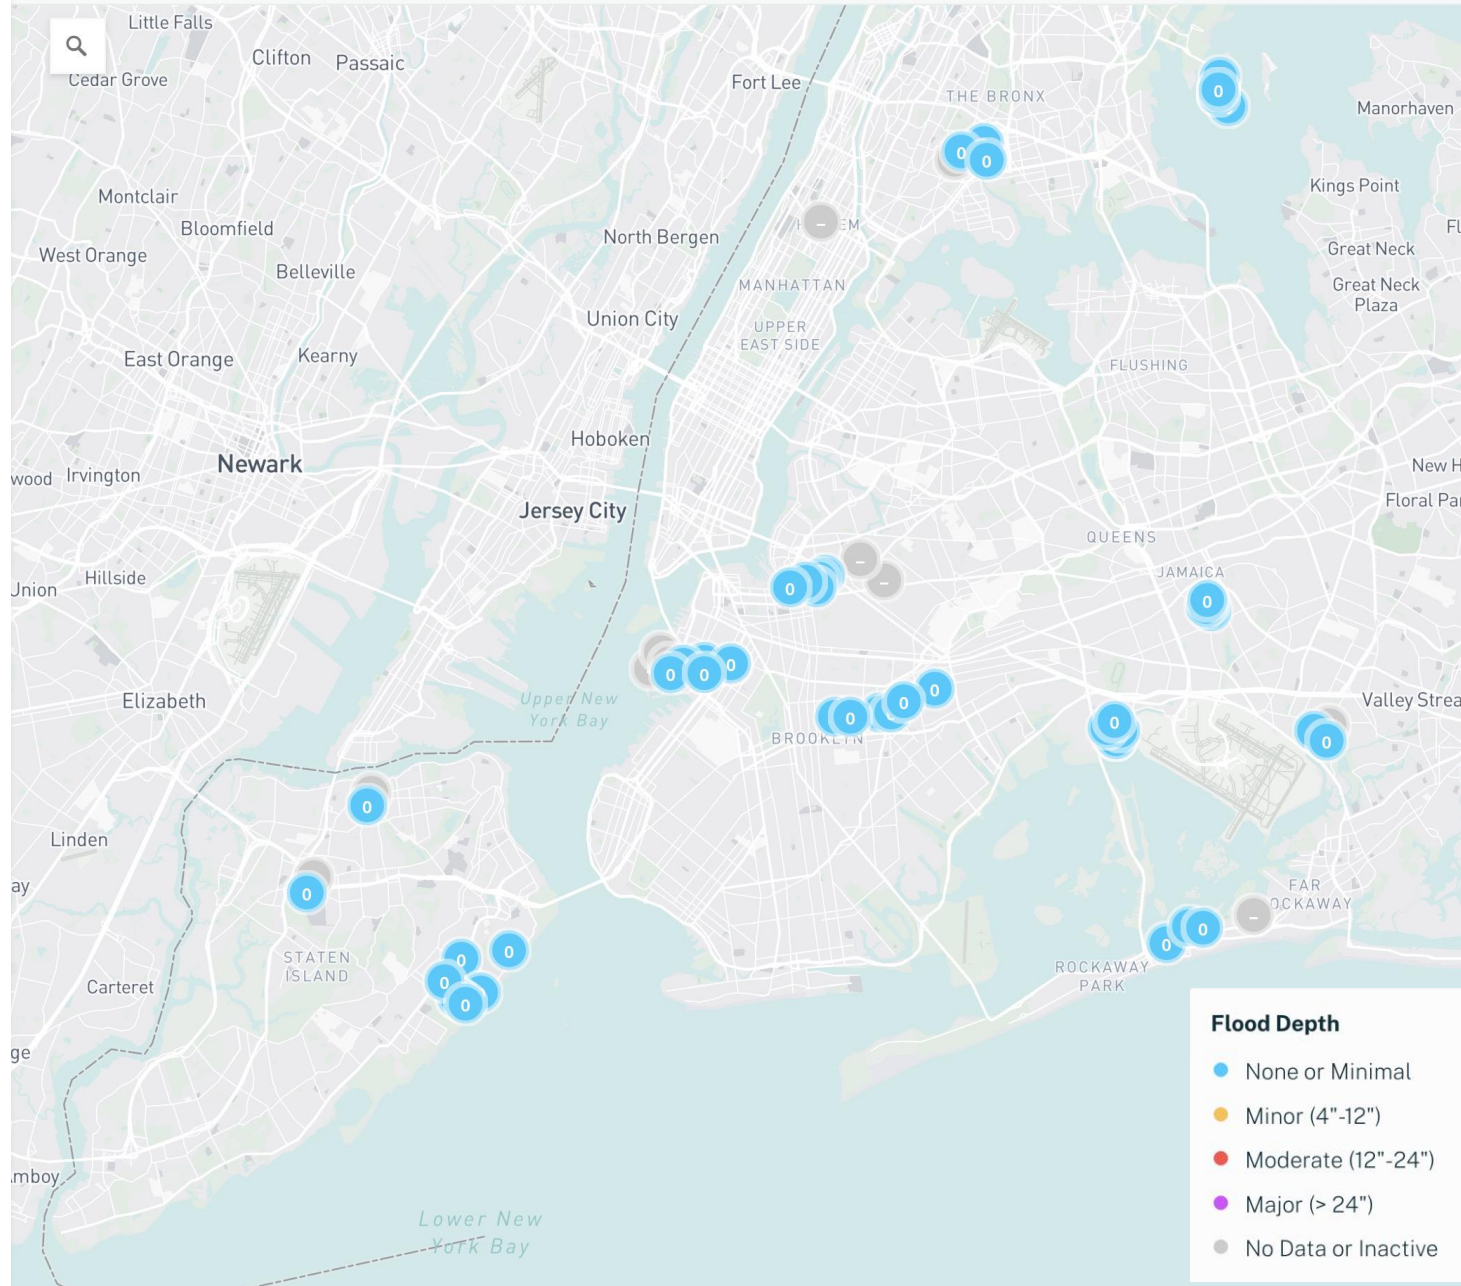 Little Falls
Clifton
Passaic
Cedar Grove
Fort Lee
THE BRONX
0
Manorhaven
0
0
Montclair
Kings Point
Bloomfield
North Bergen
West Orange
Great Neck
Belleville
MANHATTAN
Great Neck
Plaza
Union City
UPPER
EAST SIDE
East Orange
Kearny
FLUSHING
Hoboken
Newark
Irvington
Jersey City
QUEENS
JAMAICA
Hillside
Union
0
0
0
0
0
0
Elizabeth
Upper New
York Bay
Valley Strea
0
0
0
BROOKLYN
0
0
0
Linden
0
FAR
OCKAWAY
STATEN
ISLAND
0
0
0
0
0
0
Carteret
ROCKAWAY
PARK
Lower New
York Bay
Flood Depth
None or Minimal
Minor (4"-12")
Moderate (12"-24")
Major (> 24")
No Data or Inactive